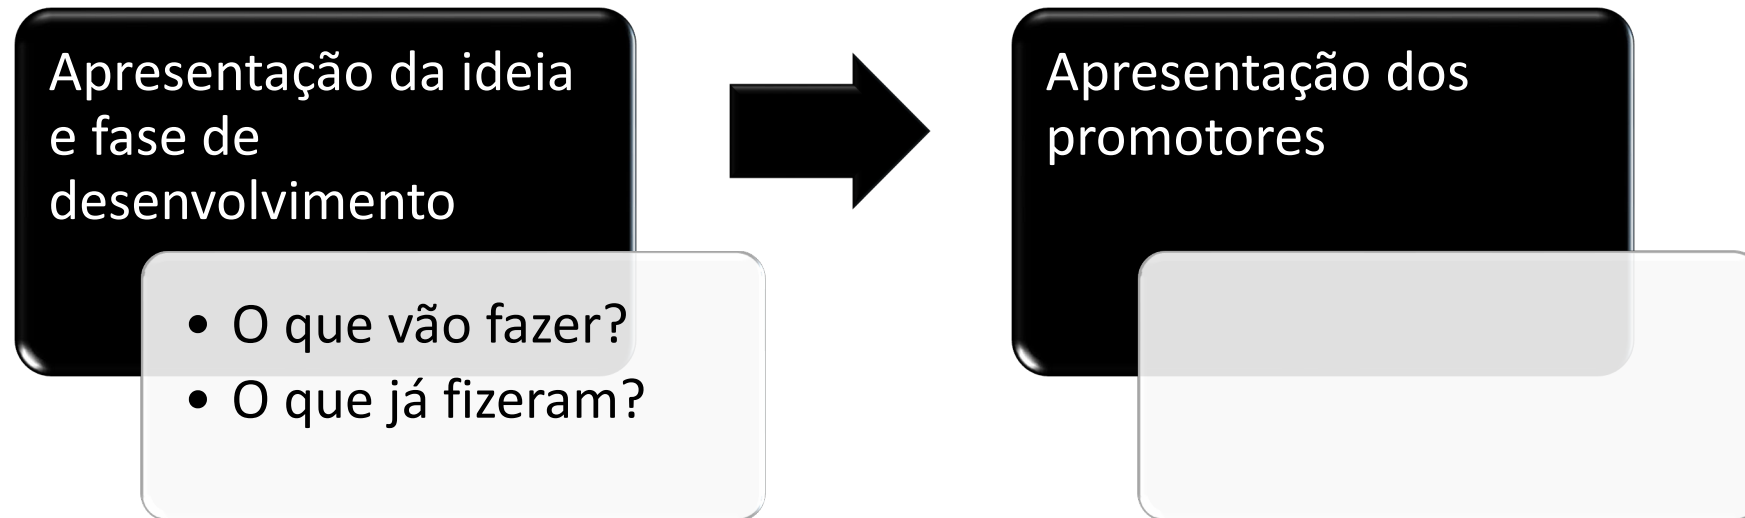 Apresentação da ideia
e fase de
desenvolvimento
• O que vão fazer?
• O que já fizeram?
Apresentação dos
promotores